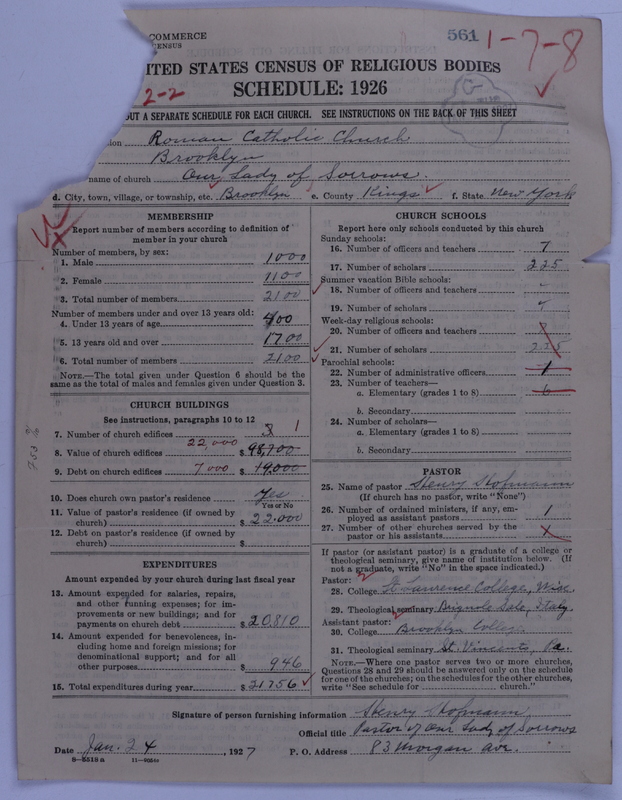 COMMERCE
CENSUS
561 1-7-8
ITED STATES CENSUS OF RELIGIOUS BODIES
SCHEDULE: 1926
2-2
OUT A SEPARATE SCHEDULE FOR EACH CHURCH. SEE INSTRUCTIONS ON THE BACK OF THIS SHEET
tion Roman Catholic Church
Brooklyn
name of church Our Lady of Sorrows.
d. City, town, village, or township, etc. Brooklyn e. County Kings f. State New York
MEMBERSHIP
Report number of members according to definition of
member in your church
Number of members, by sex:
1. Male 1000
2. Female 1100
3. Total number of members 2100
Number of members under and over 13 years old:
4. Under 13 years of age 400
5. 13 years old and over 1700
6. Total number of members 2100
NOTE.—The total given under Question 6 should be the
same as the total of males and females given under Question 3.
CHURCH BUILDINGS
See instructions, paragraphs 10 to 12
7. Number of church edifices 3 1
8. Value of church edifices 22,000 $98,700
9. Debt on church edifices 7000 $19,000
10. Does church own pastor's residence Yes
Yes or No
11. Value of pastor's residence (if owned by
church) $22.000
12. Debt on pastor's residence (if owned by
church) $
EXPENDITURES
Amount expended by your church during last fiscal year
13. Amount expended for salaries, repairs,
and other running expenses; for im-
provements or new buildings; and for
payments on church debt $20,810
14. Amount expended for benevolences, in-
cluding home and foreign missions; for
denominational support; and for all
other purposes $946
15. Total expenditures during year $21756
CHURCH SCHOOLS
Report here only schools conducted by this church
Sunday schools:
16. Number of officers and teachers 7
17. Number of scholars 225
Summer vacation Bible schools:
18. Number of officers and teachers
19. Number of scholars
Week-day religious schools:
20. Number of officers and teachers
21. Number of scholars 235
Parochial schools:
22. Number of administrative officers 1
23. Number of teachers—
a. Elementary (grades 1 to 8) 6
b. Secondary
24. Number of scholars—
a. Elementary (grades 1 to 8)
b. Secondary
PASTOR
25. Name of pastor Henry Hofmann
(If church has no pastor, write "None")
26. Number of ordained ministers, if any, em-
ployed as assistant pastors 1
27. Number of other churches served by the
pastor or his assistants X
If pastor (or assistant pastor) is a graduate of a college or
theological seminary, give name of institution below. (If
not a graduate, write "No" in the space indicated.)
Pastor:
28. College St Lawrence College, Wisc.
29. Theological seminary Brignole Sale, Italy.
Assistant pastor:
30. College Brooklyn College
31. Theological seminary St. Vincents, Pa.
NOTE.—Where one pastor serves two or more churches,
Questions 28 and 29 should be answered only on the schedule
for one of the churches; on the schedules for the other churches,
write "See schedule for church."
Signature of person furnishing information Henry Hofmann
Official title Pastor of Our Lady of Sorrows
Date Jan. 24, 1927 P. O. Address 83 Morgan Ave.
8—5513 a 11—9554a